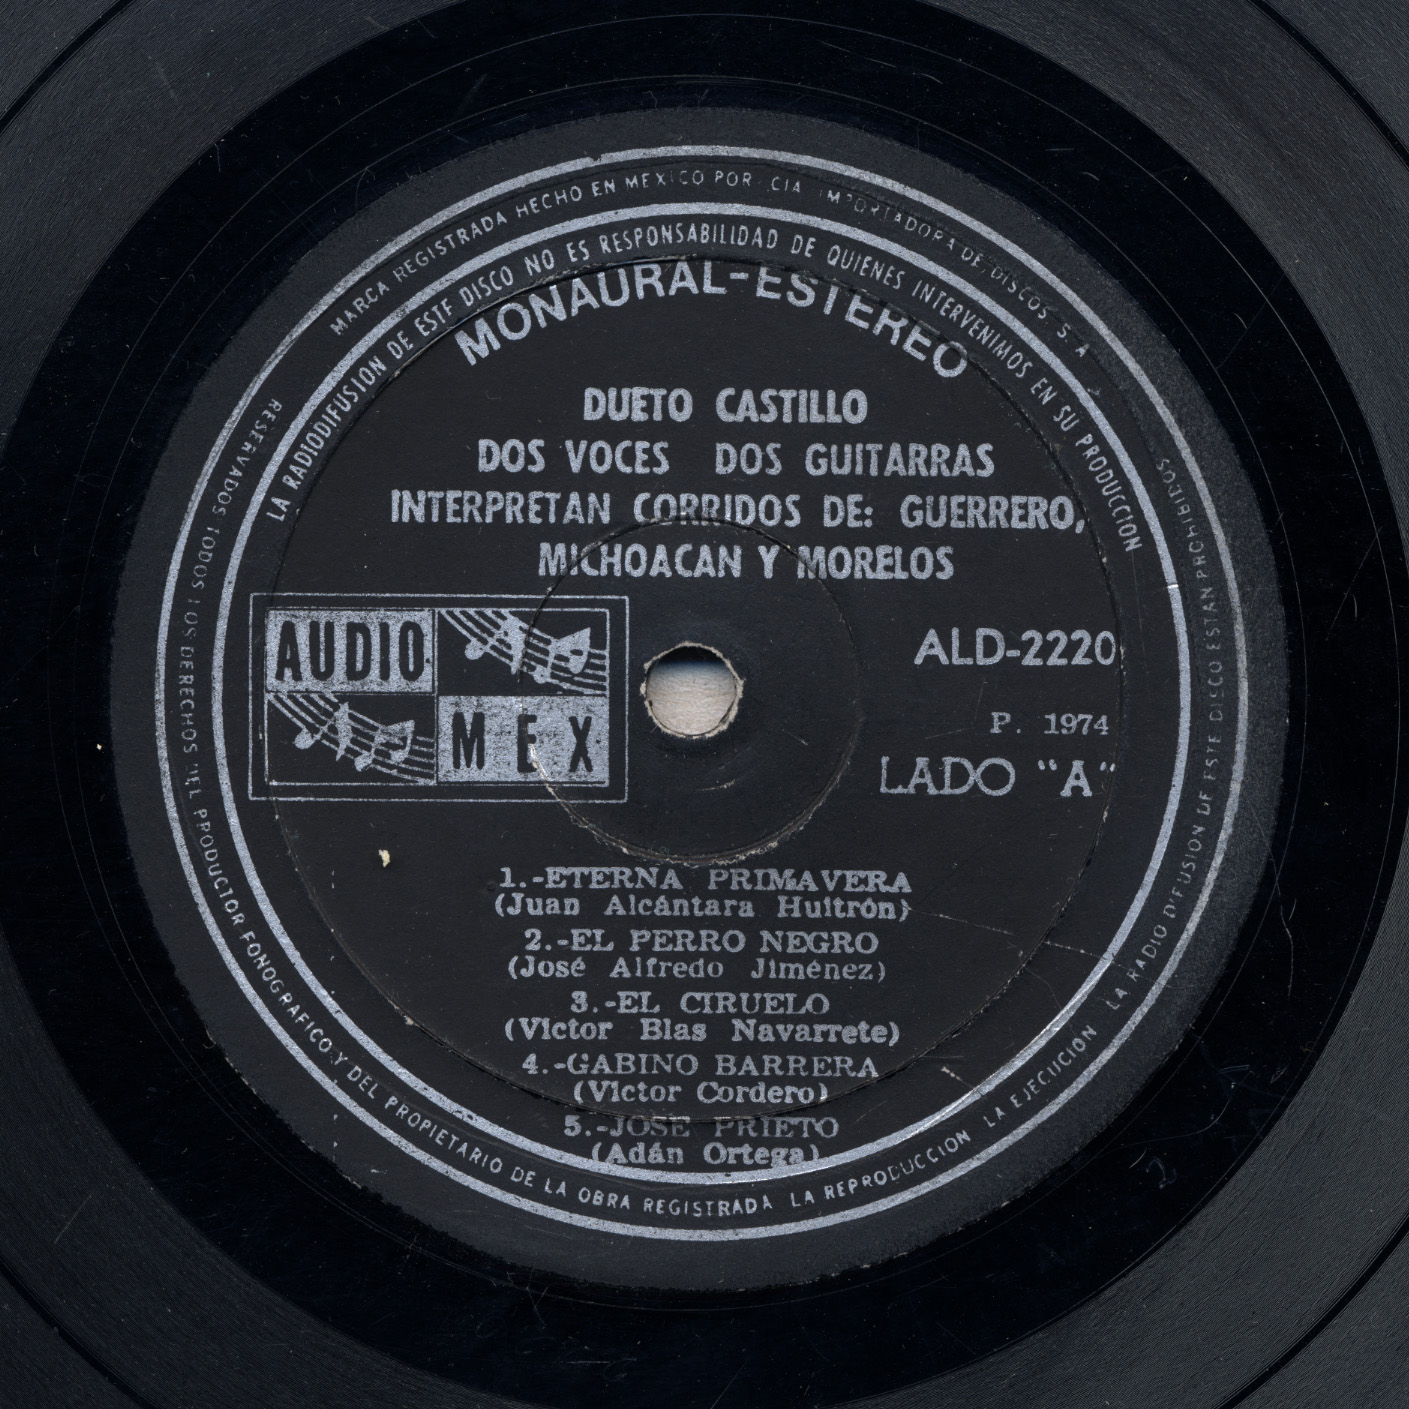 MARCA REGISTRADA HECHO EN MEXICO POR CIA IMPORTADORA DE DISCOS S. A
LA RADIODIFUSION DE ESTE DISCO NO ES RESPONSABILIDAD DE QUIENES INTERVENIMOS EN SU PRODUCCION
MONAURAL-ESTEREO
DUETO CASTILLO
DOS VOCES DOS GUITARRAS
INTERPRETAN CORRIDOS DE: GUERRERO,
MICHOACAN Y MORELOS
AUDIO
MEX
ALD-2220
P. 1974
LADO "A"
1.-ETERNA PRIMAVERA
(Juan Alcántara Huitrón)
2.-EL PERRO NEGRO
(José Alfredo Jiménez)
3.-EL CIRUELO
(Victor Blas Navarrete)
4.-GABINO BARRERA
(Victor Cordero)
5.-JOSE PRIETO
(Adán Ortega)
RESERVADOS TODOS LOS DERECHOS DEL PRODUCTOR FONOGRAFICO Y DEL PROPIETARIO DE LA OBRA REGISTRADA LA REPRODUCCION LA EJECUCION LA RADIO DIFUSION DE ESTE DISCO ESTAN PROHIBIDOS